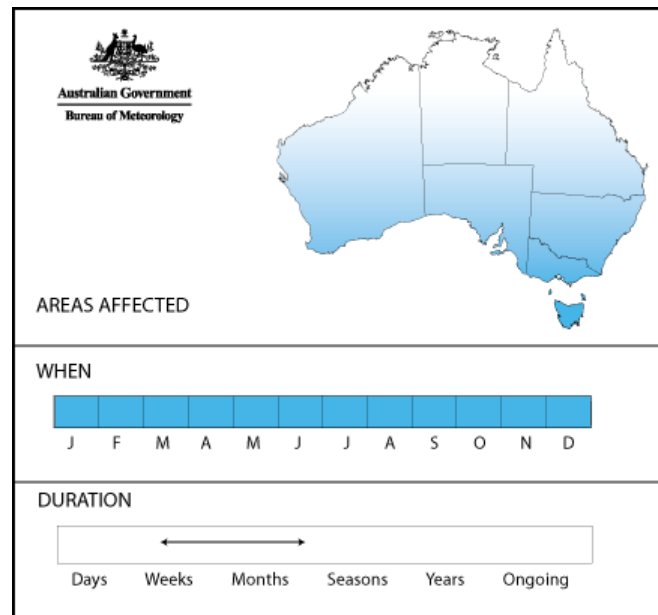 Australian Government
Bureau of Meteorology
AREAS AFFECTED
WHEN
J F M A M J J A S O N D
DURATION
Days Weeks Months Seasons Years Ongoing